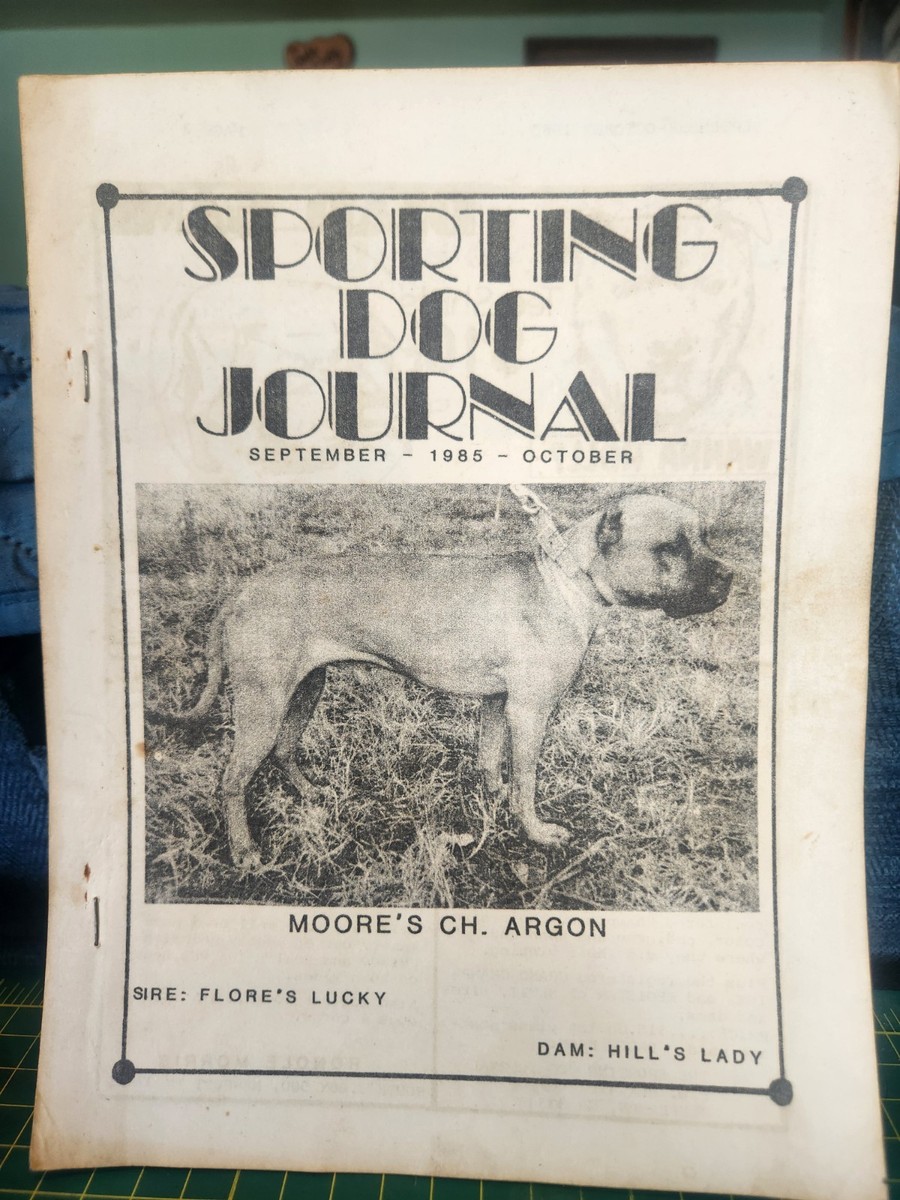 SPORTING
DOG
JOURNAL
SEPTEMBER - 1985 - OCTOBER
MOORE'S CH. ARGON
SIRE: FLORE'S LUCKY
DAM: HILL'S LADY